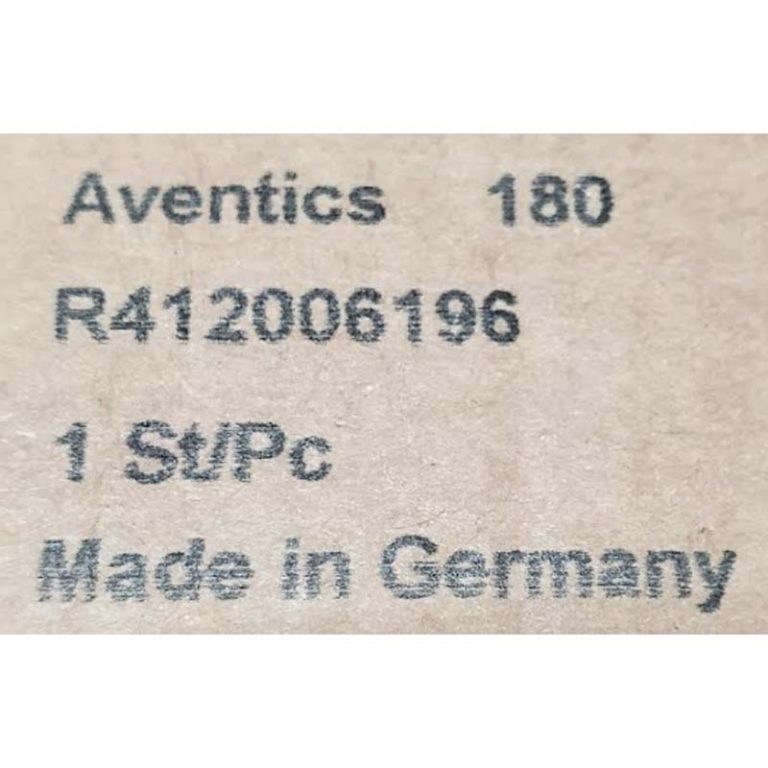 Aventics 180
R412006196
1 St/Pc
Made in Germany